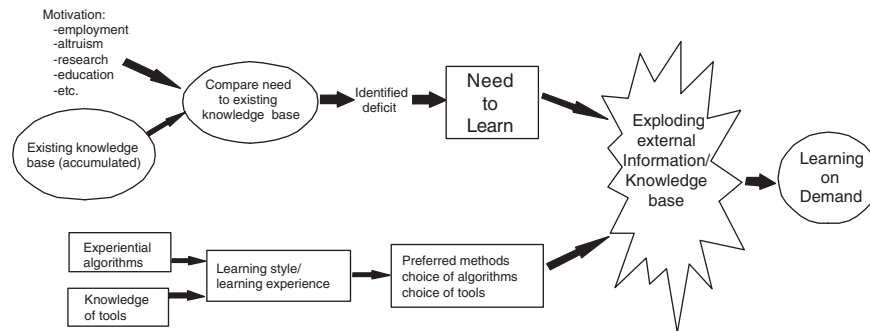 Motivation:
-employment
-altruism
-research
-education
-etc.
Existing knowledge
base (accumulated)
Compare need
to existing
knowledge base
Identified
deficit
Need
to
Learn
Exploding
external
Information/
Knowledge
base
Learning
on
Demand
Experiential
algorithms
Knowledge
of tools
Learning style/
learning experience
Preferred methods
choice of algorithms
choice of tools